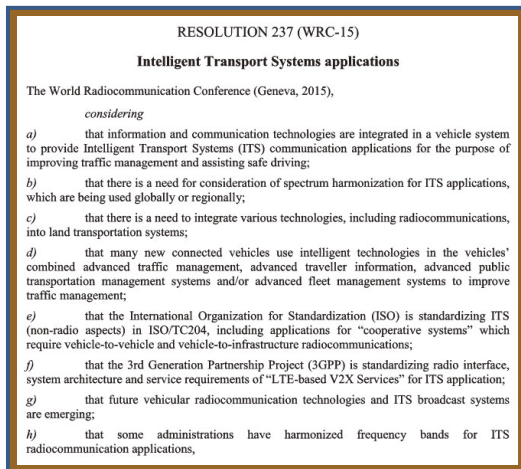 RESOLUTION 237 (WRC-15)
Intelligent Transport Systems applications
The World Radiocommunication Conference (Geneva, 2015),
considering
a) that information and communication technologies are integrated in a vehicle system
to provide Intelligent Transport Systems (ITS) communication applications for the purpose of
improving traffic management and assisting safe driving;
b) that there is a need for consideration of spectrum harmonization for ITS applications,
which are being used globally or regionally;
c) that there is a need to integrate various technologies, including radiocommunications,
into land transportation systems;
d) that many new connected vehicles use intelligent technologies in the vehicles'
combined advanced traffic management, advanced traveller information, advanced public
transportation management systems and/or advanced fleet management systems to improve
traffic management;
e) that the International Organization for Standardization (ISO) is standardizing ITS
(non-radio aspects) in ISO/TC204, including applications for "cooperative systems" which
require vehicle-to-vehicle and vehicle-to-infrastructure radiocommunications;
f) that the 3rd Generation Partnership Project (3GPP) is standardizing radio interface,
system architecture and service requirements of "LTE-based V2X Services" for ITS application;
g) that future vehicular radiocommunication technologies and ITS broadcast systems
are emerging;
h) that some administrations have harmonized frequency bands for ITS
radiocommunication applications,